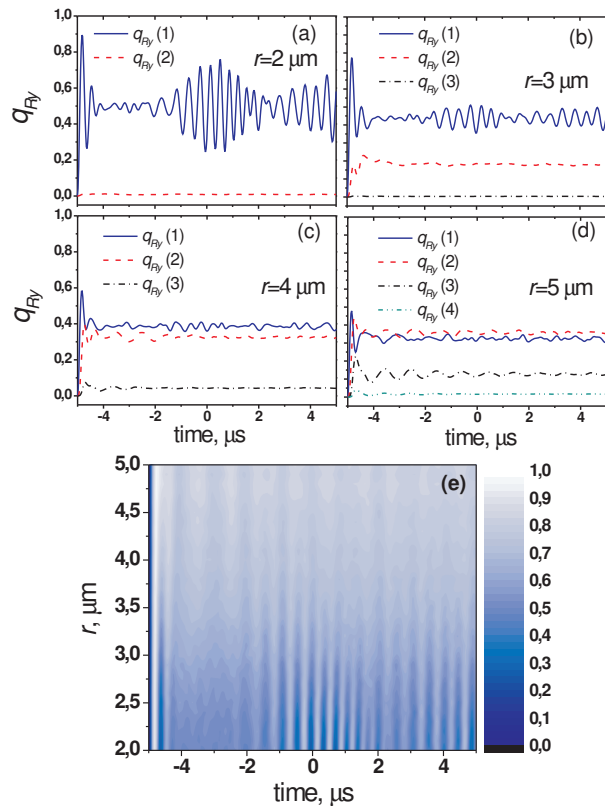 1,0
0,8
0,6
0,4
0,2
0,0
q_Ry
q_Ry (1)
q_Ry (2)
(a)
r=2 µm
q_Ry (1)
q_Ry (2)
q_Ry (3)
(b)
r=3 µm
1,0
0,8
0,6
0,4
0,2
0,0
q_Ry
q_Ry (1)
q_Ry (2)
q_Ry (3)
(c)
r=4 µm
-4 -2 0 2 4
time, µs
q_Ry (1)
q_Ry (2)
q_Ry (3)
q_Ry (4)
(d)
r=5 µm
-4 -2 0 2 4
time, µs
5,0
4,5
4,0
3,5
3,0
2,5
2,0
r, µm
(e)
-4 -2 0 2 4
time, µs
1,0
0,9
0,8
0,7
0,6
0,5
0,4
0,3
0,2
0,1
0,0